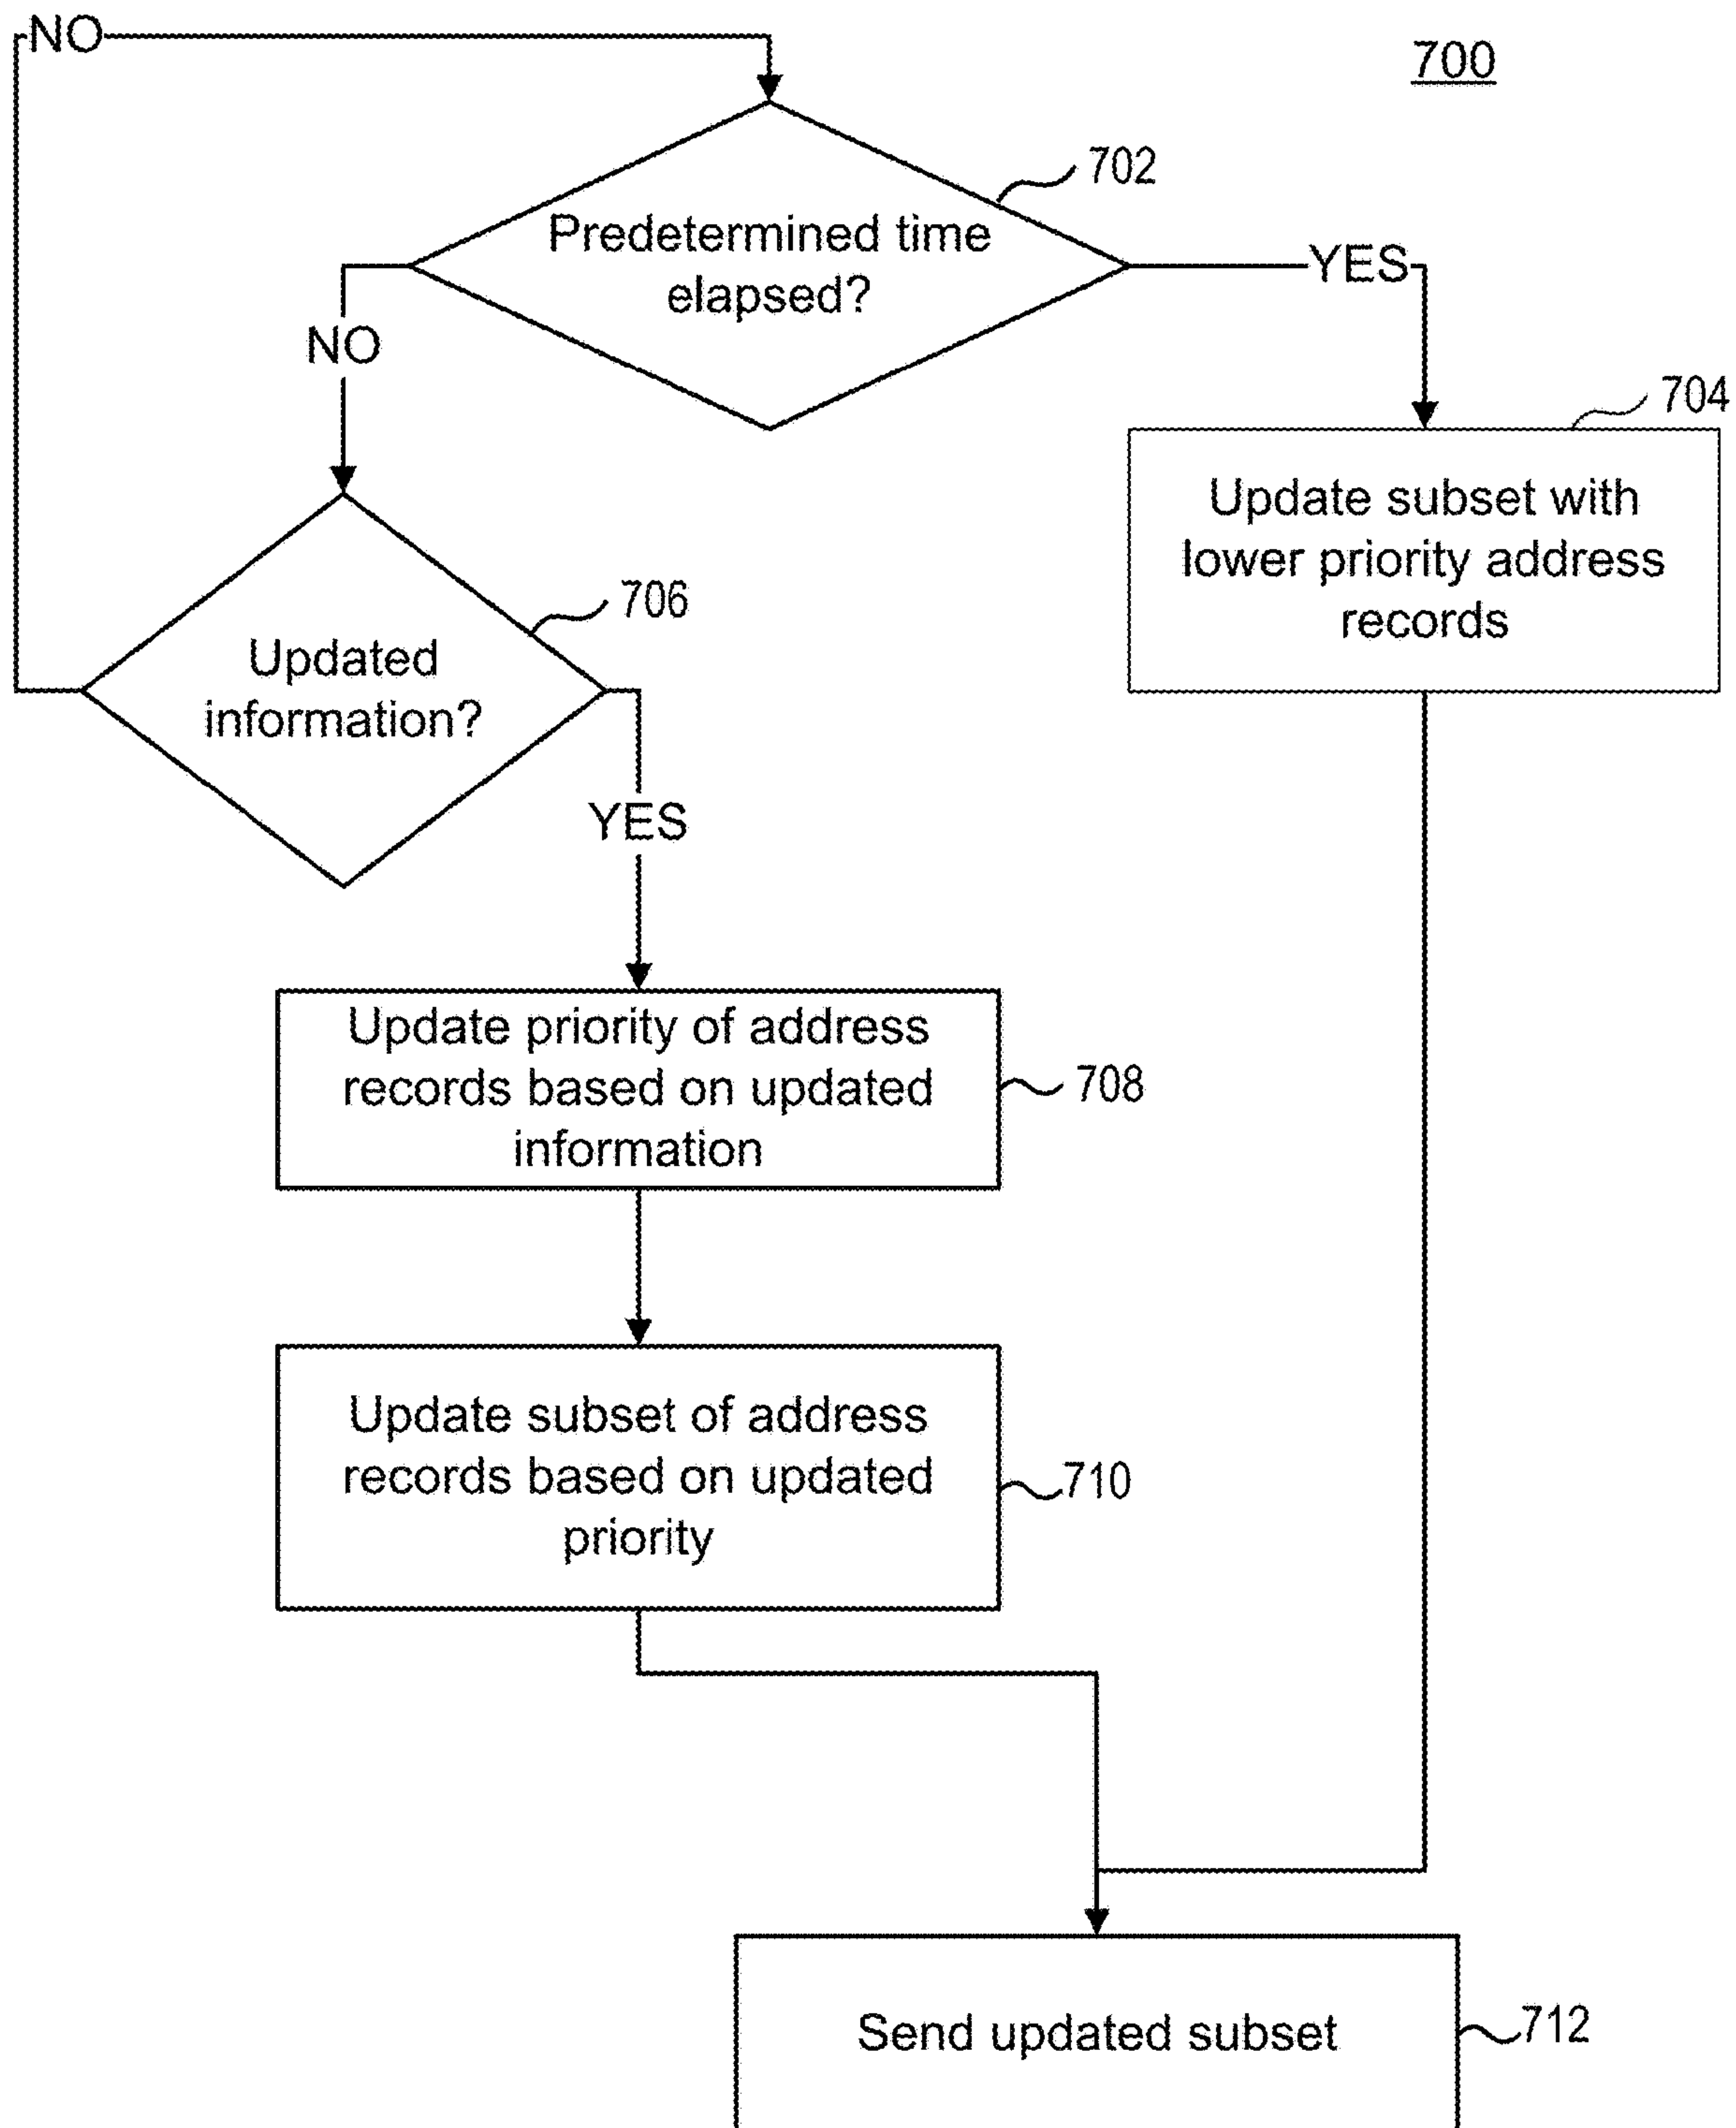 NO
700
702
Predetermined time
elapsed?
YES
NO
704
Update subset with
lower priority address
records
706
Updated
information?
YES
Update priority of address
records based on updated
information
708
Update subset of address
records based on updated
priority
710
Send updated subset
712